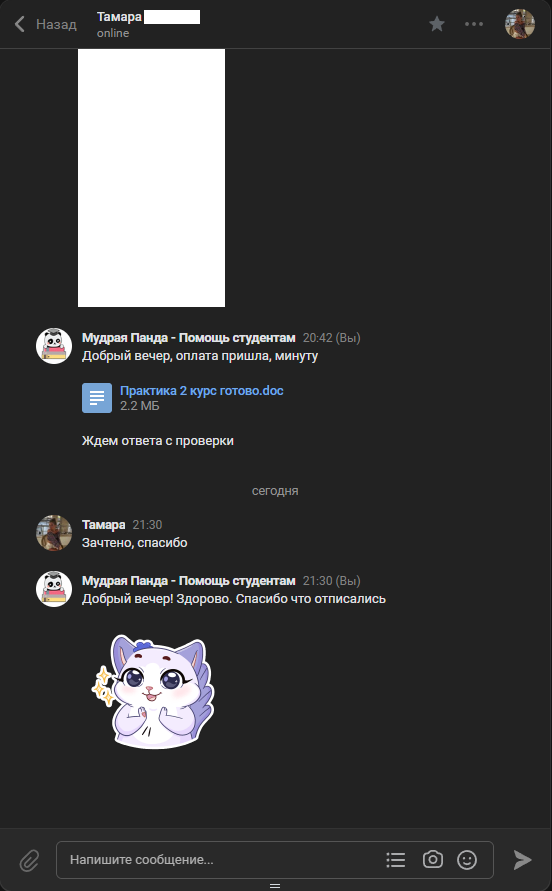 Назад
Тамара
online
Мудрая Панда - Помощь студентам 20:42 (Вы)
Добрый вечер, оплата пришла, минуту
Практика 2 курс готово.doc
2.2 МБ
Ждем ответа с проверки
сегодня
Тамара 21:30
Зачтено, спасибо
Мудрая Панда - Помощь студентам 21:30 (Вы)
Добрый вечер! Здорово. Спасибо что отписались
Напишите сообщение...